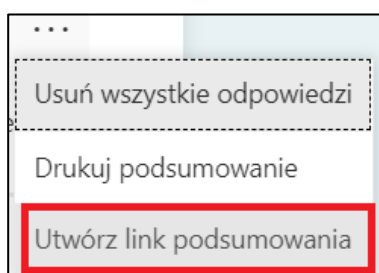 ...
Usuń wszystkie odpowiedzi
Drukuj podsumowanie
Utwórz link podsumowania